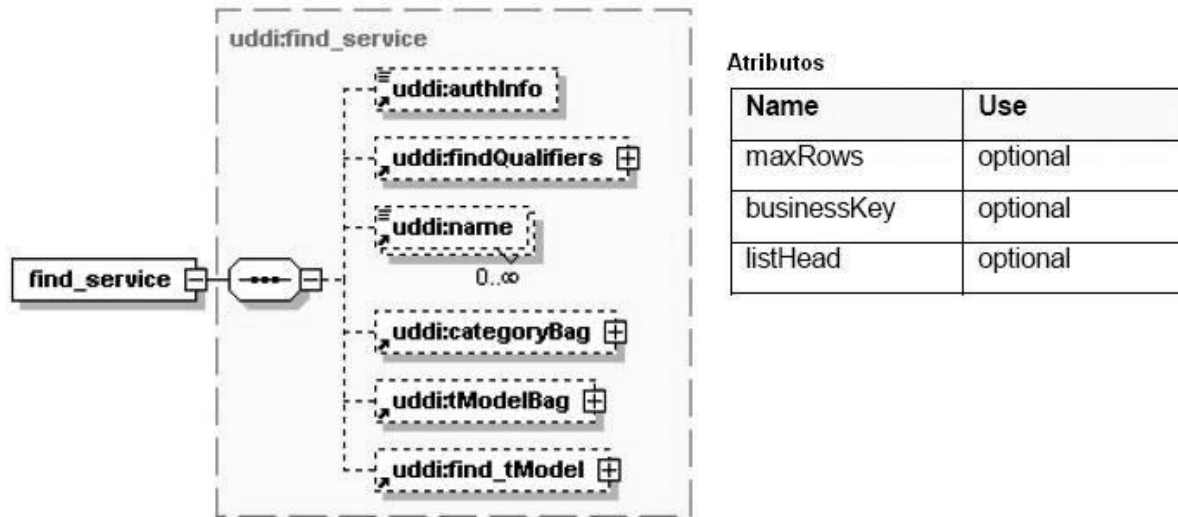 uddi:find_service
uddi:authInfo
uddi:findQualifiers
uddi:name
0..∞
find_service
uddi:categoryBag
uddi:tModelBag
uddi:find_tModel
Atributos
Name Use
maxRows optional
businessKey optional
listHead optional